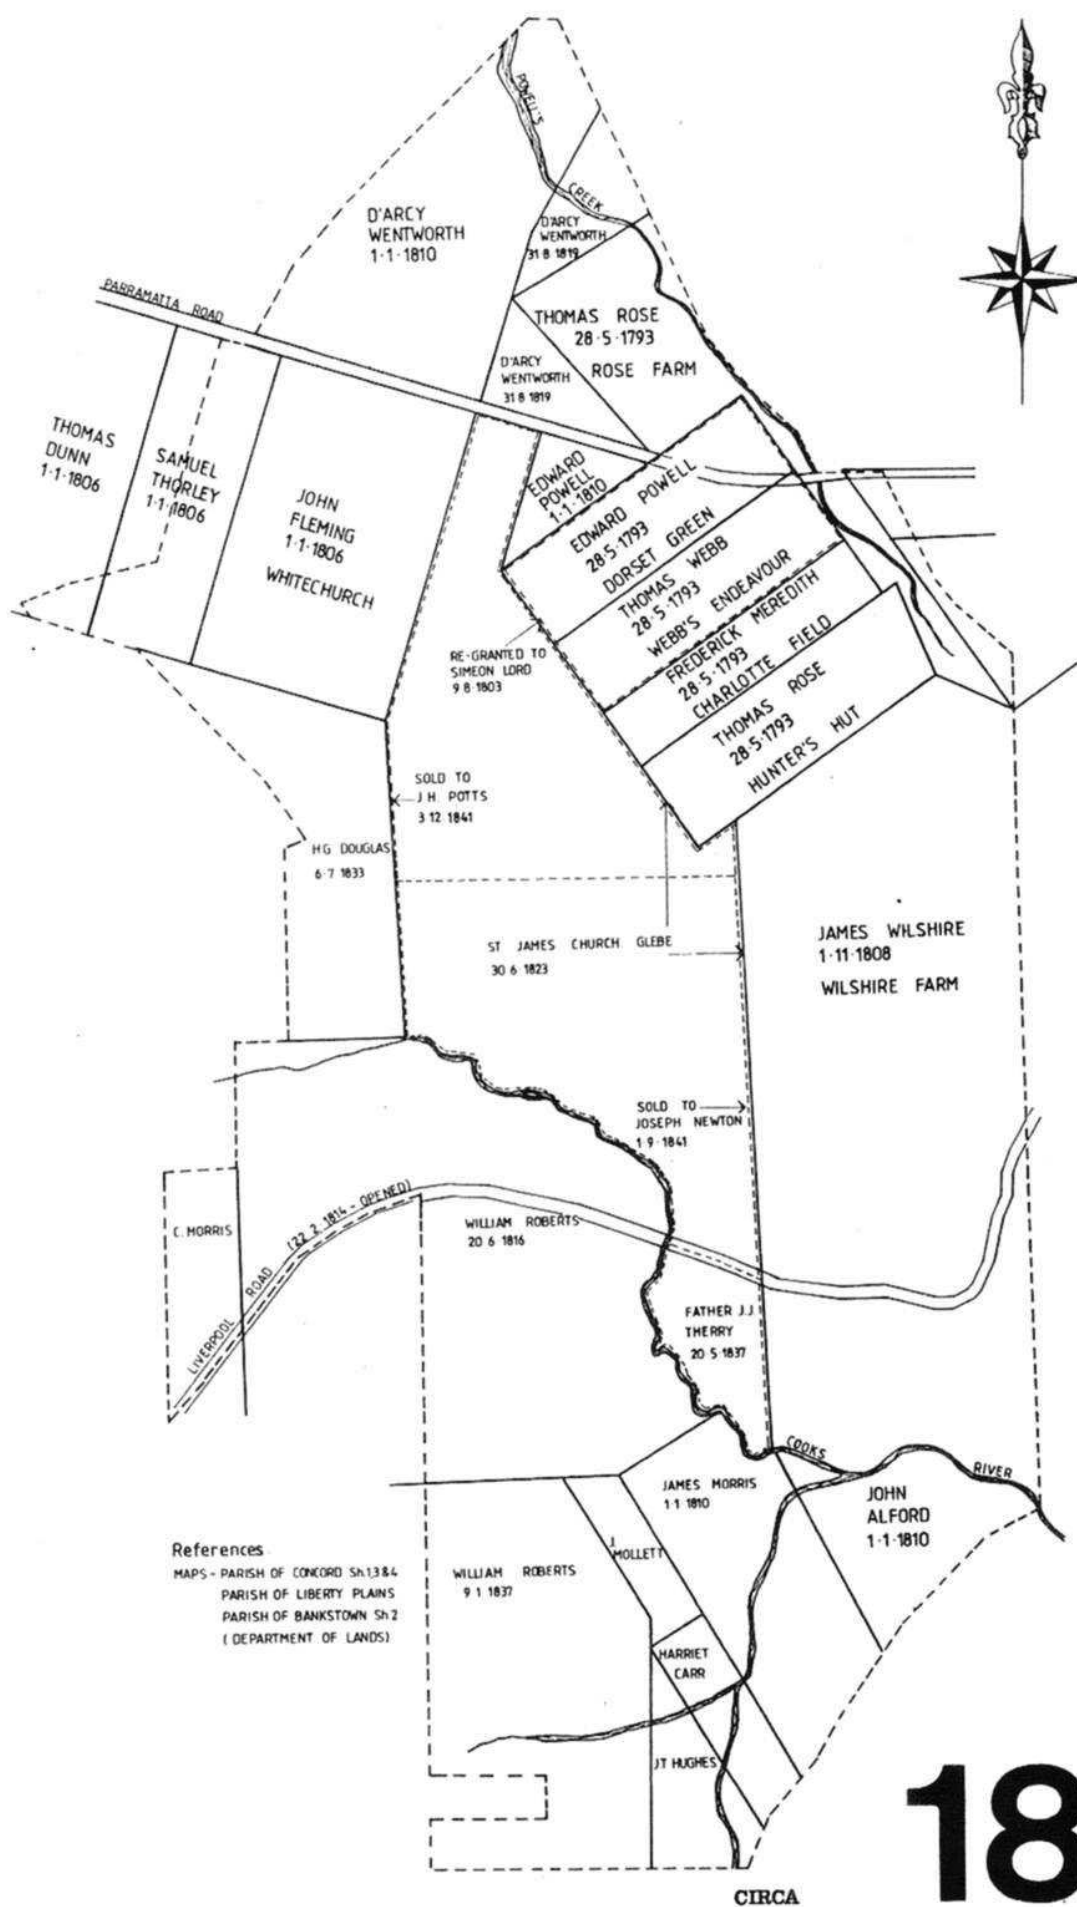 POWELL'S
CREEK
D'ARCY
WENTWORTH
1·1·1810
D'ARCY
WENTWORTH
31 8 1819
PARRAMATTA ROAD
THOMAS ROSE
28·5·1793
ROSE FARM
D'ARCY
WENTWORTH
31 8 1819
THOMAS
DUNN
1·1·1806
SAMUEL
THORLEY
1·1·1806
JOHN
FLEMING
1·1·1806
WHITECHURCH
EDWARD
POWELL
1·1·1810
EDWARD POWELL
28·5·1793
DORSET GREEN
THOMAS WEBB
28·5·1793
WEBB'S ENDEAVOUR
FREDERICK MEREDITH
28·5·1793
CHARLOTTE FIELD
THOMAS ROSE
28·5·1793
HUNTER'S HUT
RE-GRANTED TO
SIMEON LORD
9 8·1803
SOLD TO
J H. POTTS
3 12 1841
H G DOUGLAS
6·7 1833
ST JAMES CHURCH GLEBE
30 6 1823
JAMES WILSHIRE
1·11·1808
WILSHIRE FARM
SOLD TO
JOSEPH NEWTON
1 9·1841
C. MORRIS
LIVERPOOL ROAD (22 2 1814 - OPENED)
WILLIAM ROBERTS
20 6 1816
FATHER J.J.
THERRY
20 5·1837
COOKS RIVER
JAMES MORRIS
1·1 1810
JOHN
ALFORD
1·1·1810
J.
MOLLETT
WILLIAM ROBERTS
9 1 1837
HARRIET
CARR
J T HUGHES
References
MAPS - PARISH OF CONCORD Sh.1,3 & 4
PARISH OF LIBERTY PLAINS
PARISH OF BANKSTOWN Sh 2
( DEPARTMENT OF LANDS)
CIRCA
18